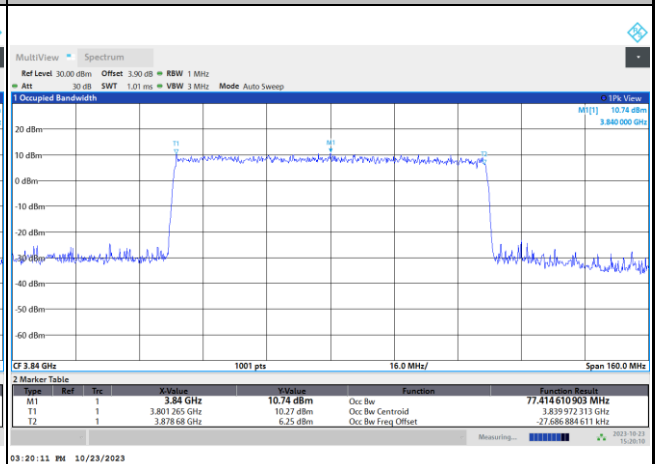 MultiView Spectrum
Ref Level 30.00 dBm Offset 3.90 dB RBW 1 MHz
Att 30 dB SWT 1.01 ms VBW 3 MHz Mode Auto Sweep
1 Occupied Bandwidth 1Pk View
M1[1] 10.74 dBm
3.840 000 GHz
20 dBm
T1 M1 T2
10 dBm
0 dBm
-10 dBm
-20 dBm
-30 dBm
-40 dBm
-50 dBm
-60 dBm
CF 3.84 GHz 1001 pts 16.0 MHz/ Span 160.0 MHz
2 Marker Table
Type Ref Trc X-Value Y-Value Function Function Result
M1 1 3.84 GHz 10.74 dBm Occ Bw 77.414 610 903 MHz
T1 1 3.801 265 GHz 10.27 dBm Occ Bw Centroid 3.839 972 313 GHz
T2 1 3.878 68 GHz 6.25 dBm Occ Bw Freq Offset -27.686 884 611 kHz
Measuring... 2023-10-23
15:20:10
03:20:11 PM 10/23/2023